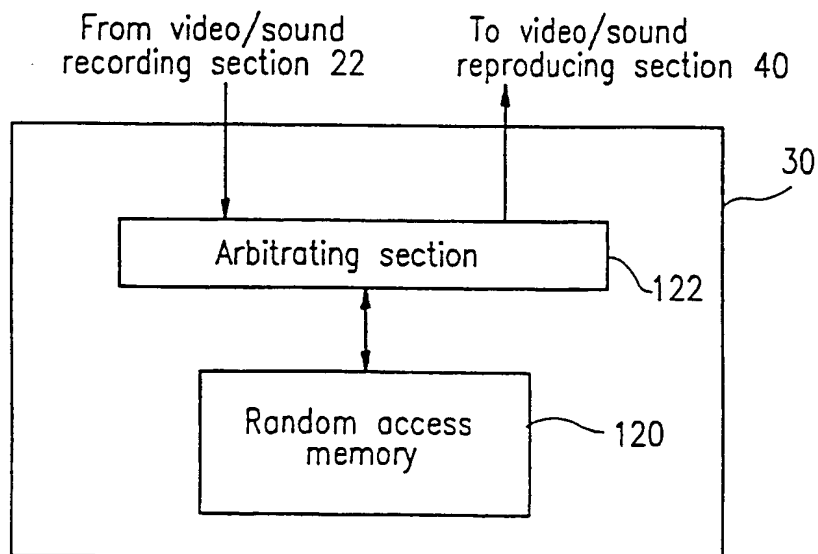 From video/sound
recording section 22
To video/sound
reproducing section 40
30
Arbitrating section
122
Random access
memory
120